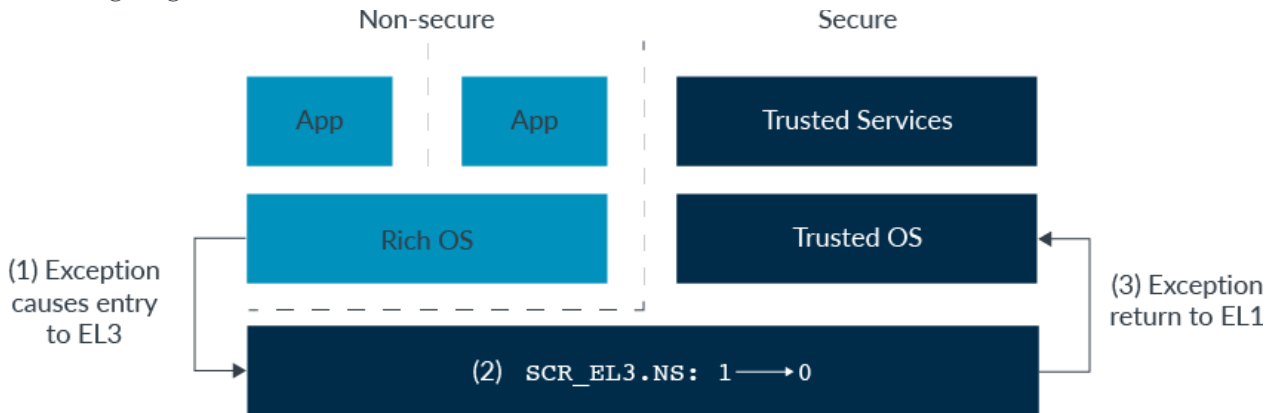 Non-secure
Secure
App
App
Trusted Services
Rich OS
Trusted OS
(1) Exception
causes entry
to EL3
(3) Exception
return to EL1
(2) SCR_EL3.NS: 1⟶0